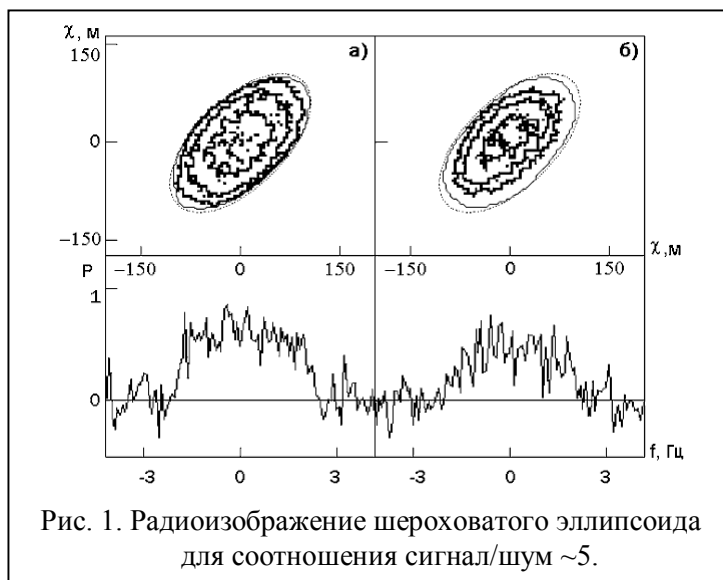 χ, м
150
а)
б)
0
−150
χ,м
P
−150
0
150
−150
0
150
1
0
f, Гц
-3
0
3
-3
0
3
Рис. 1. Радиоизображение шероховатого эллипсоида
для соотношения сигнал/шум ~5.